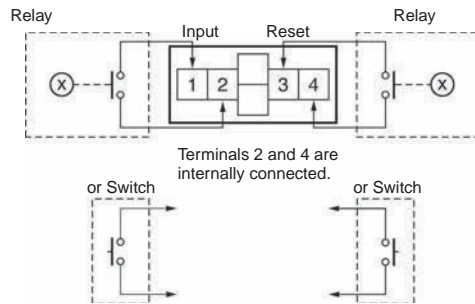 Relay
Relay
Input
Reset
X
1
2
3
4
X
Terminals 2 and 4 are
internally connected.
or Switch
or Switch